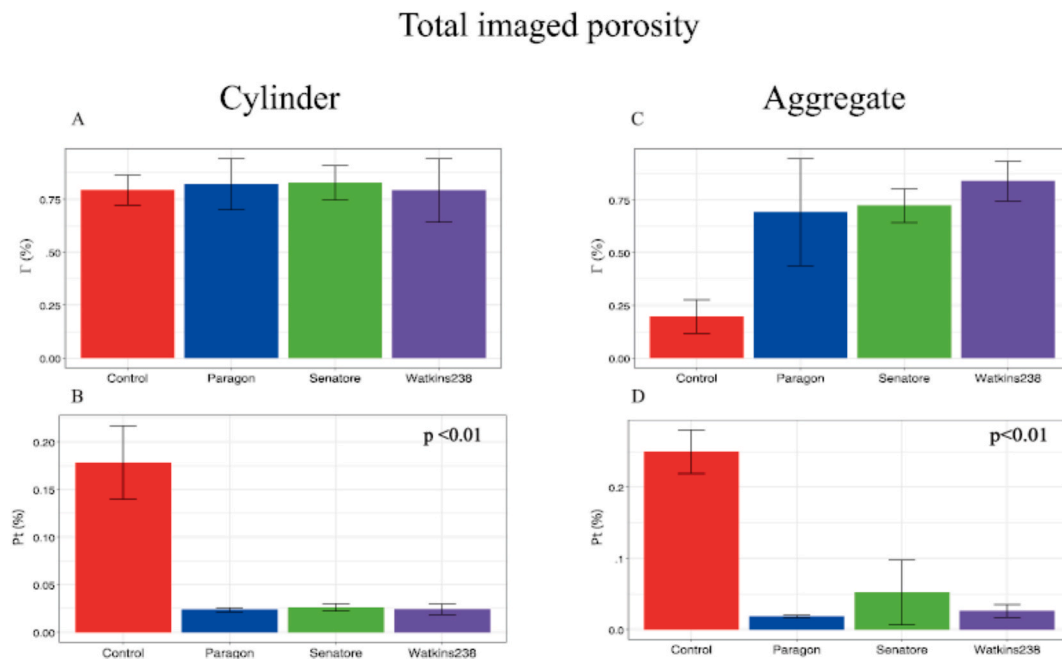 Total imaged porosity
Cylinder
A
Γ (%)
0.75
.50
0.25
0.00
Control Paragon Senatore Watkins238
B
p <0.01
Pt (%)
0.20
0.15
0.10
0.05
0.00
Control Paragon Senatore Watkins238
Aggregate
C
Γ (%)
0.75
0.50
0.25
0.00
Control Paragon Senatore Watkins238
D
p<0.01
Pt (%)
0.2
.1
0.0
Control Paragon Senatore Watkins238